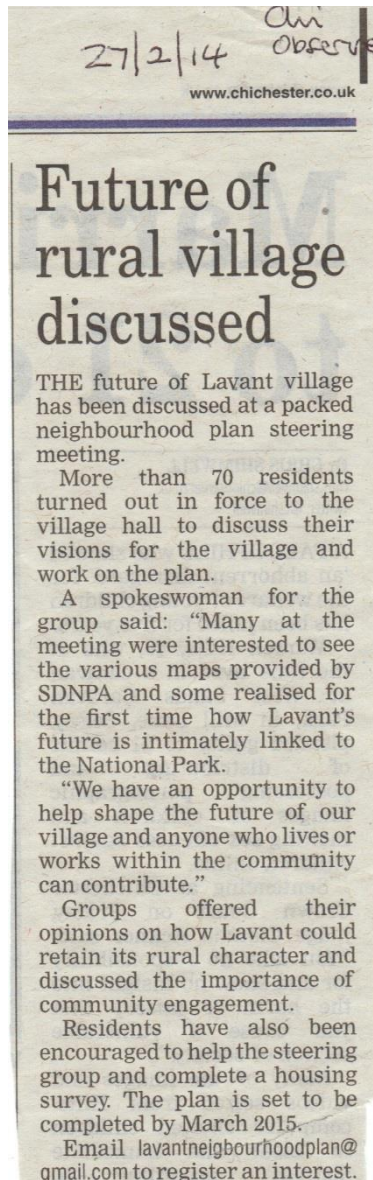 27/2/14 Chi
Observe
www.chichester.co.uk
Future of
rural village
discussed
THE future of Lavant village
has been discussed at a packed
neighbourhood plan steering
meeting.
More than 70 residents
turned out in force to the
village hall to discuss their
visions for the village and
work on the plan.
A spokeswoman for the
group said: “Many at the
meeting were interested to see
the various maps provided by
SDNPA and some realised for
the first time how Lavant’s
future is intimately linked to
the National Park.
“We have an opportunity to
help shape the future of our
village and anyone who lives or
works within the community
can contribute.”
Groups offered their
opinions on how Lavant could
retain its rural character and
discussed the importance of
community engagement.
Residents have also been
encouraged to help the steering
group and complete a housing
survey. The plan is set to be
completed by March 2015.
Email lavantneigbourhoodplan@
gmail.com to register an interest.